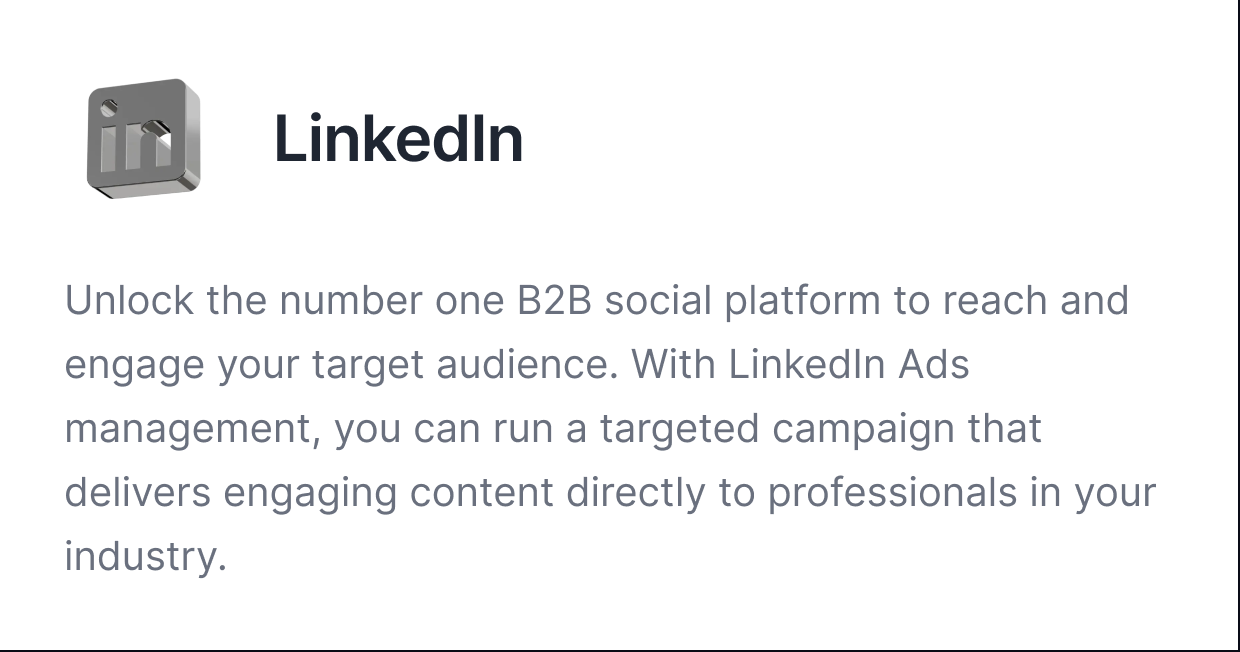 in
LinkedIn
Unlock the number one B2B social platform to reach and
engage your target audience. With LinkedIn Ads
management, you can run a targeted campaign that
delivers engaging content directly to professionals in your
industry.